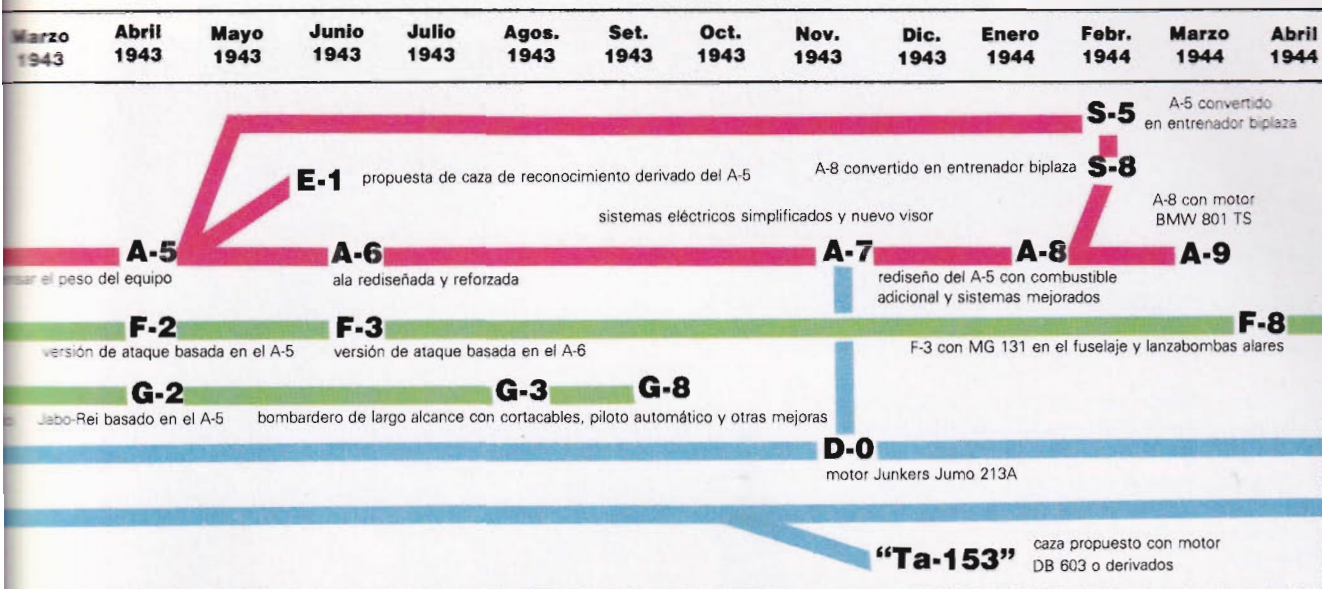 Marzo Abril Mayo Junio Julio Agos. Set. Oct. Nov. Dic. Enero Febr. Marzo Abril
1943 1943 1943 1943 1943 1943 1943 1943 1943 1943 1944 1944 1944 1944
S-5
A-5 convertido
en entrenador biplaza
E-1
propuesta de caza de reconocimiento derivado del A-5
A-8 convertido en entrenador biplaza
S-8
A-8 con motor
BMW 801 TS
sistemas eléctricos simplificados y nuevo visor
A-5 A-6 A-7 A-8 A-9
el peso del equipo
ala rediseñada y reforzada
rediseño del A-5 con combustible
adicional y sistemas mejorados
F-2 F-3 F-8
versión de ataque basada en el A-5
versión de ataque basada en el A-6
F-3 con MG 131 en el fuselaje y lanzabombas alares
G-2 G-3 G-8
Jabo-Rei basado en el A-5
bombardero de largo alcance con cortacables, piloto automático y otras mejoras
D-0
motor Junkers Jumo 213A
“Ta-153”
caza propuesto con motor
DB 603 o derivados